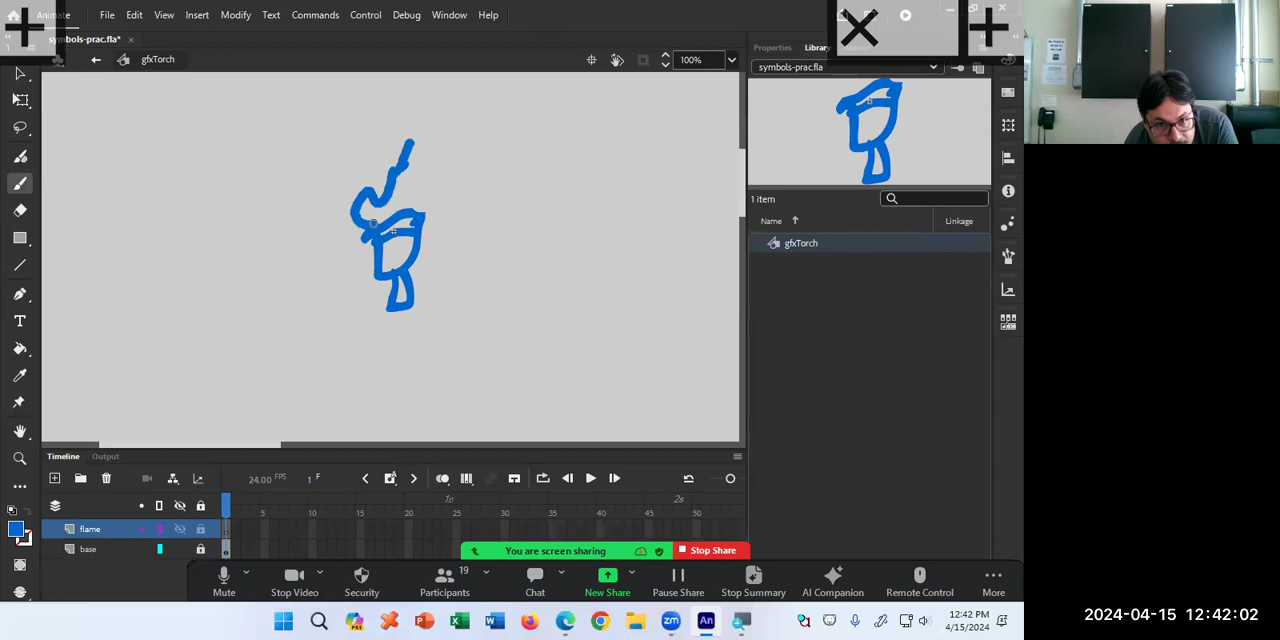 Animate File Edit View Insert Modify Text Commands Control Debug Window Help
symbols-prac.fla* ×
gfxTorch 100%
Properties Library
symbols-prac.fla
1 item
Name Linkage
gfxTorch
Timeline Output
24.00 FPS 1 F
1s 2s
5 10 15 20 25 30 35 40 45 50
flame
base
You are screen sharing Stop Share
19
Mute Stop Video Security Participants Chat New Share Pause Share Stop Summary AI Companion Remote Control More
12:42 PM
4/15/2024
2024-04-15 12:42:02